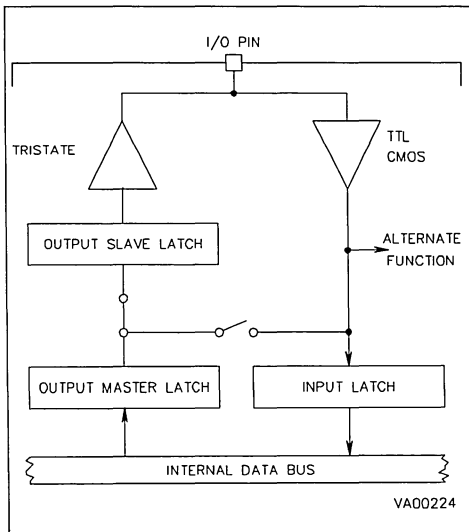 I/O PIN
TRISTATE
TTL
CMOS
OUTPUT SLAVE LATCH
ALTERNATE
FUNCTION
OUTPUT MASTER LATCH
INPUT LATCH
INTERNAL DATA BUS
VA00224